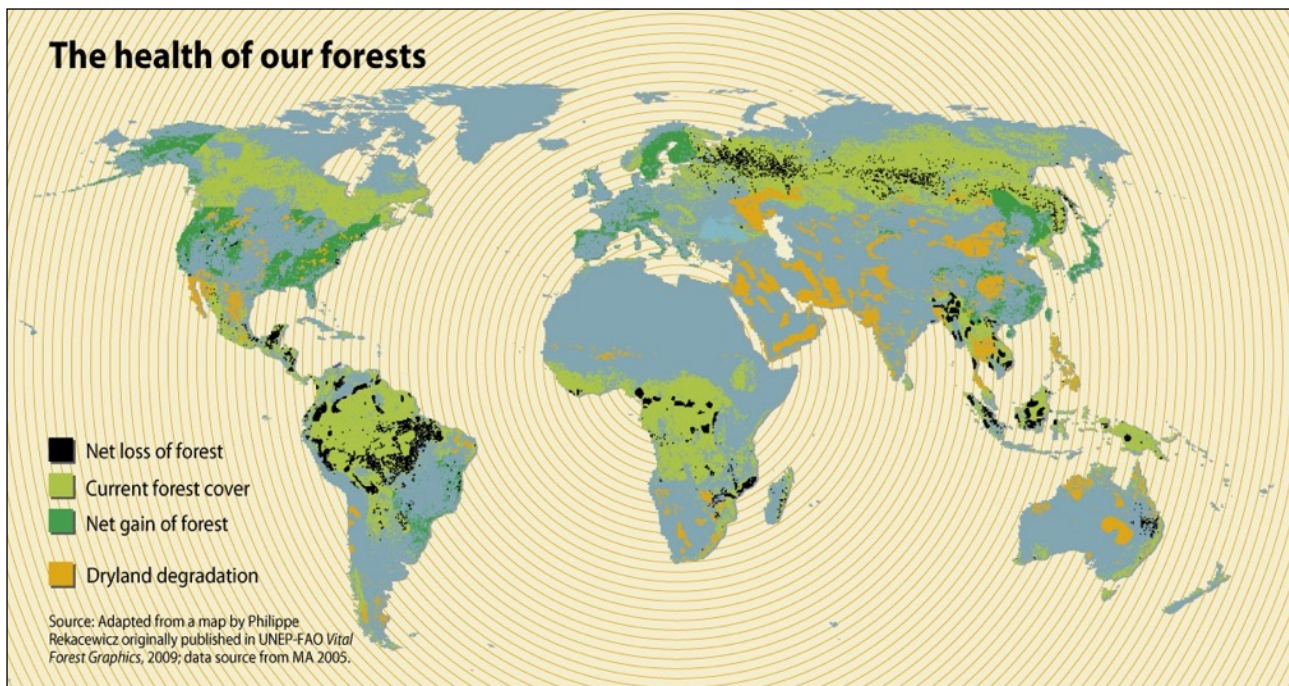 The health of our forests
Net loss of forest
Current forest cover
Net gain of forest
Dryland degradation
Source: Adapted from a map by Philippe
Rekacewicz originally published in UNEP-FAO Vital
Forest Graphics, 2009; data source from MA 2005.